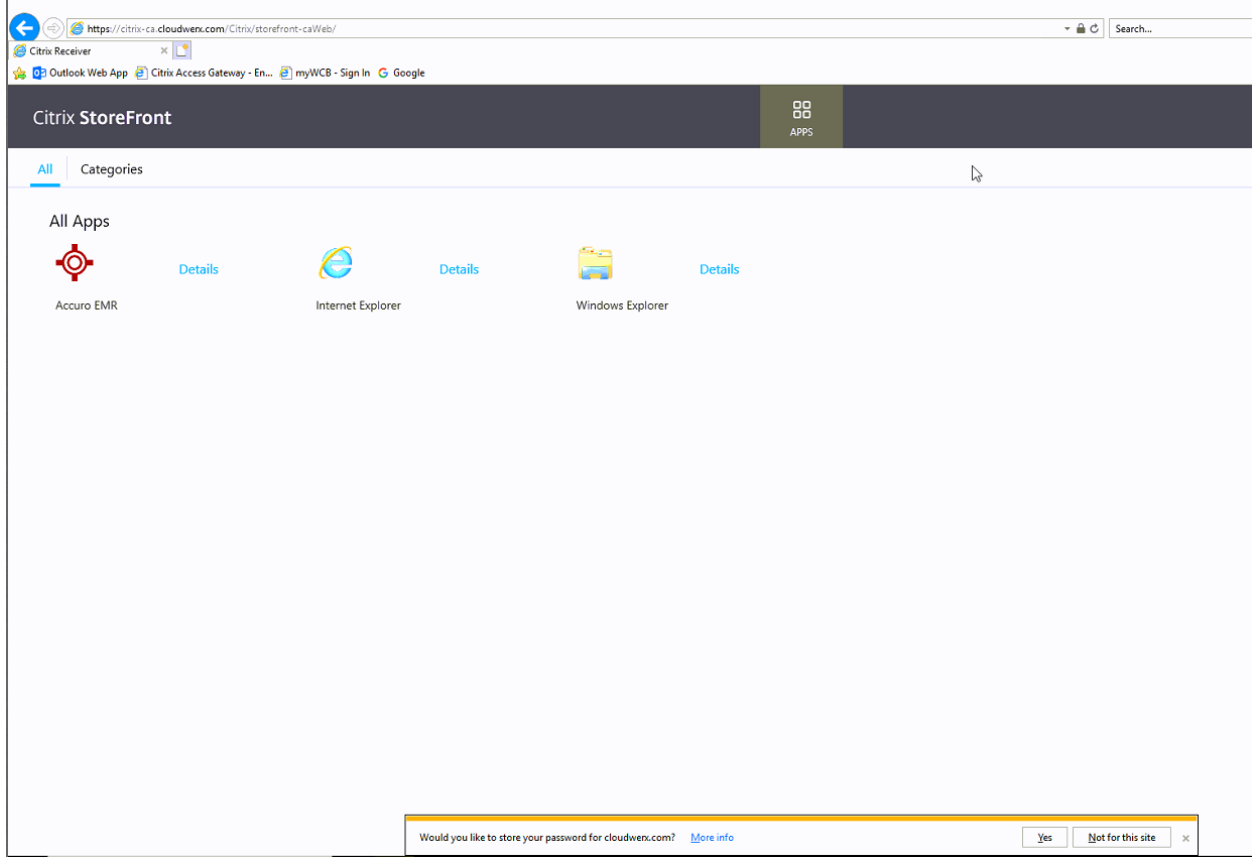 https://citrix-ca.cloudwerx.com/Citrix/storefront-caWeb/
Search...
Citrix Receiver
Outlook Web App Citrix Access Gateway - En... myWCB - Sign In Google
Citrix StoreFront
APPS
All Categories
All Apps
Details Details Details
Accuro EMR Internet Explorer Windows Explorer
Would you like to store your password for cloudwerx.com? More info Yes Not for this site